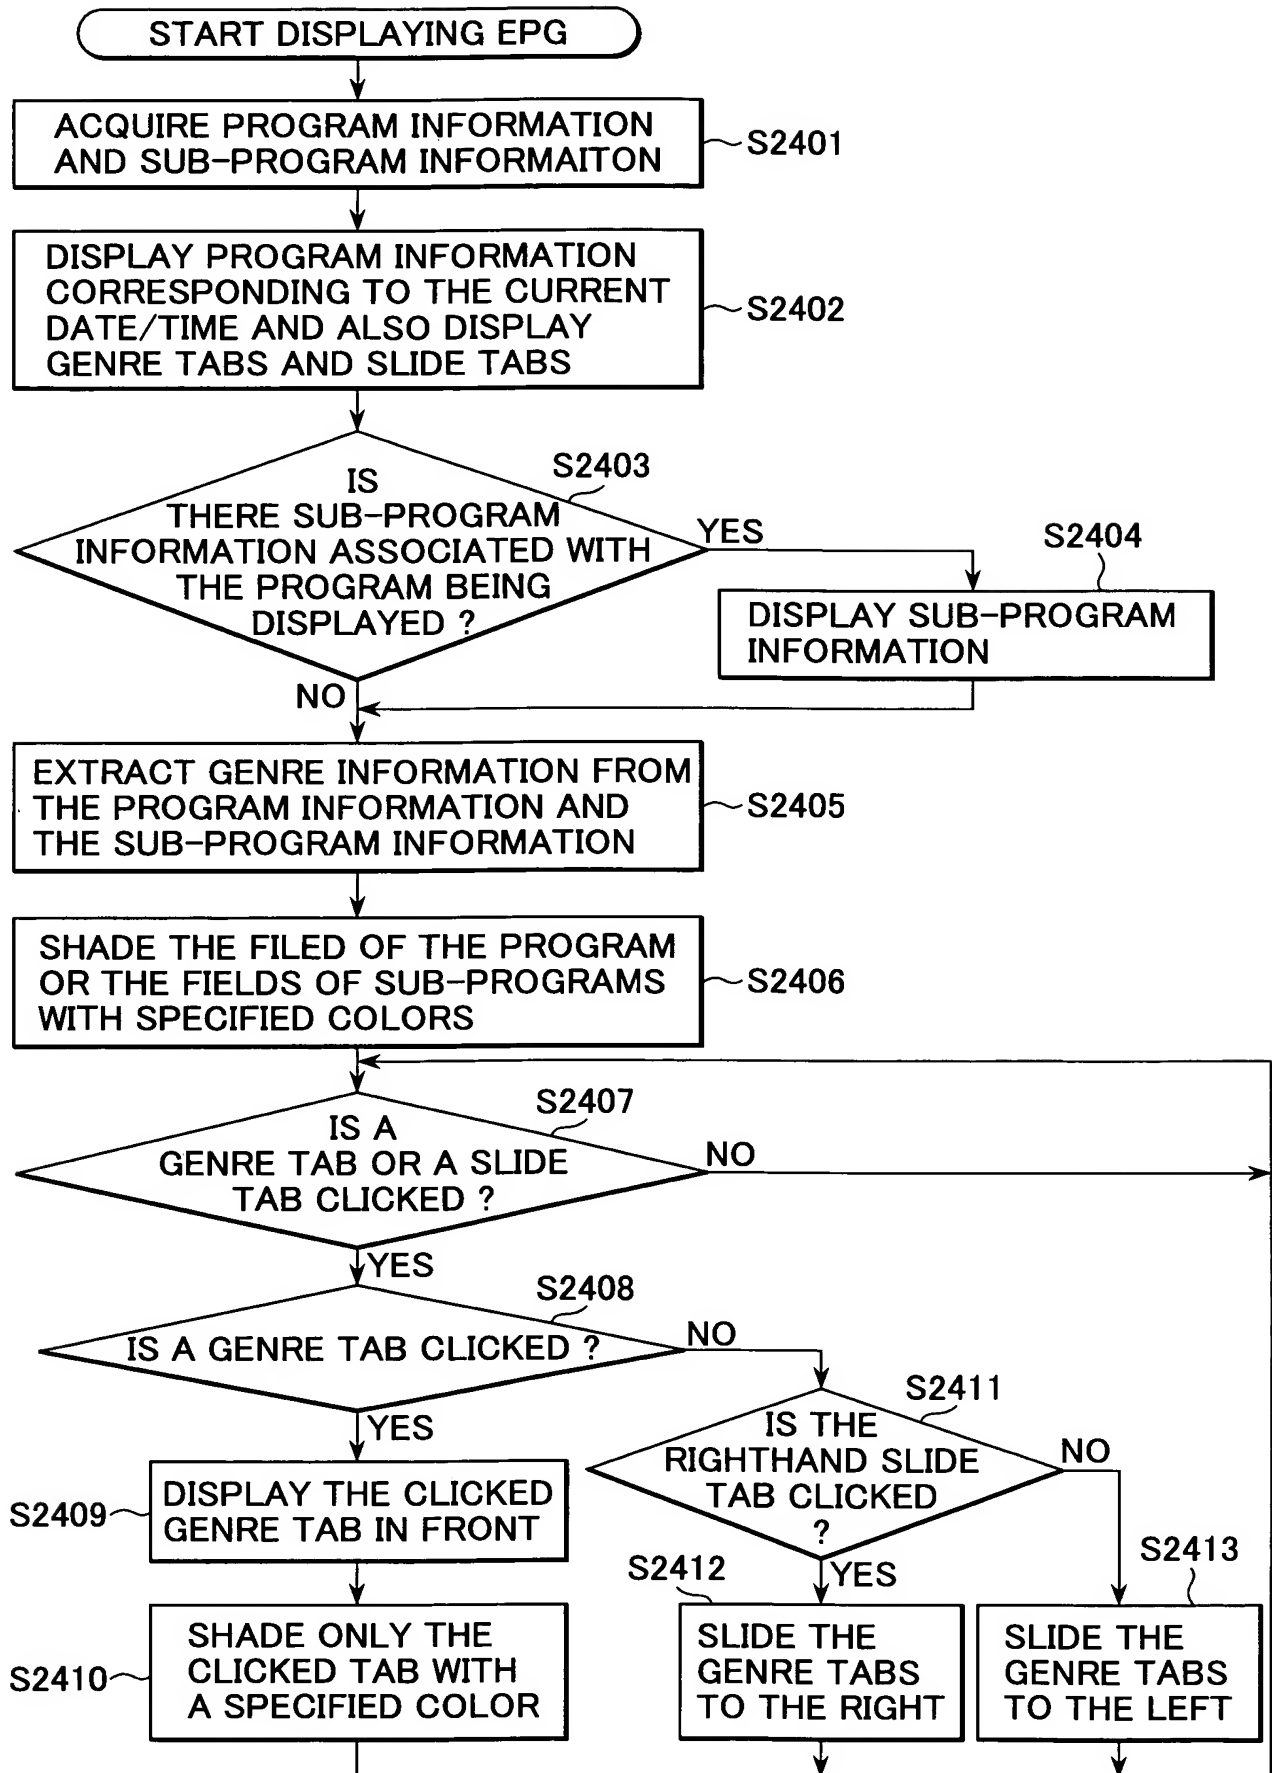 START DISPLAYING EPG
ACQUIRE PROGRAM INFORMATION
AND SUB-PROGRAM INFORMAITON
S2401
DISPLAY PROGRAM INFORMATION
CORRESPONDING TO THE CURRENT
DATE/TIME AND ALSO DISPLAY
GENRE TABS AND SLIDE TABS
S2402
S2403
IS
THERE SUB-PROGRAM
INFORMATION ASSOCIATED WITH
THE PROGRAM BEING
DISPLAYED ?
YES
S2404
DISPLAY SUB-PROGRAM
INFORMATION
NO
EXTRACT GENRE INFORMATION FROM
THE PROGRAM INFORMATION AND
THE SUB-PROGRAM INFORMATION
S2405
SHADE THE FILED OF THE PROGRAM
OR THE FIELDS OF SUB-PROGRAMS
WITH SPECIFIED COLORS
S2406
S2407
IS A
GENRE TAB OR A SLIDE
TAB CLICKED ?
NO
YES
S2408
IS A GENRE TAB CLICKED ?
NO
YES
S2411
IS THE
RIGHTHAND SLIDE
TAB CLICKED
?
NO
YES
S2409
DISPLAY THE CLICKED
GENRE TAB IN FRONT
S2410
SHADE ONLY THE
CLICKED TAB WITH
A SPECIFIED COLOR
S2412
SLIDE THE
GENRE TABS
TO THE RIGHT
S2413
SLIDE THE
GENRE TABS
TO THE LEFT